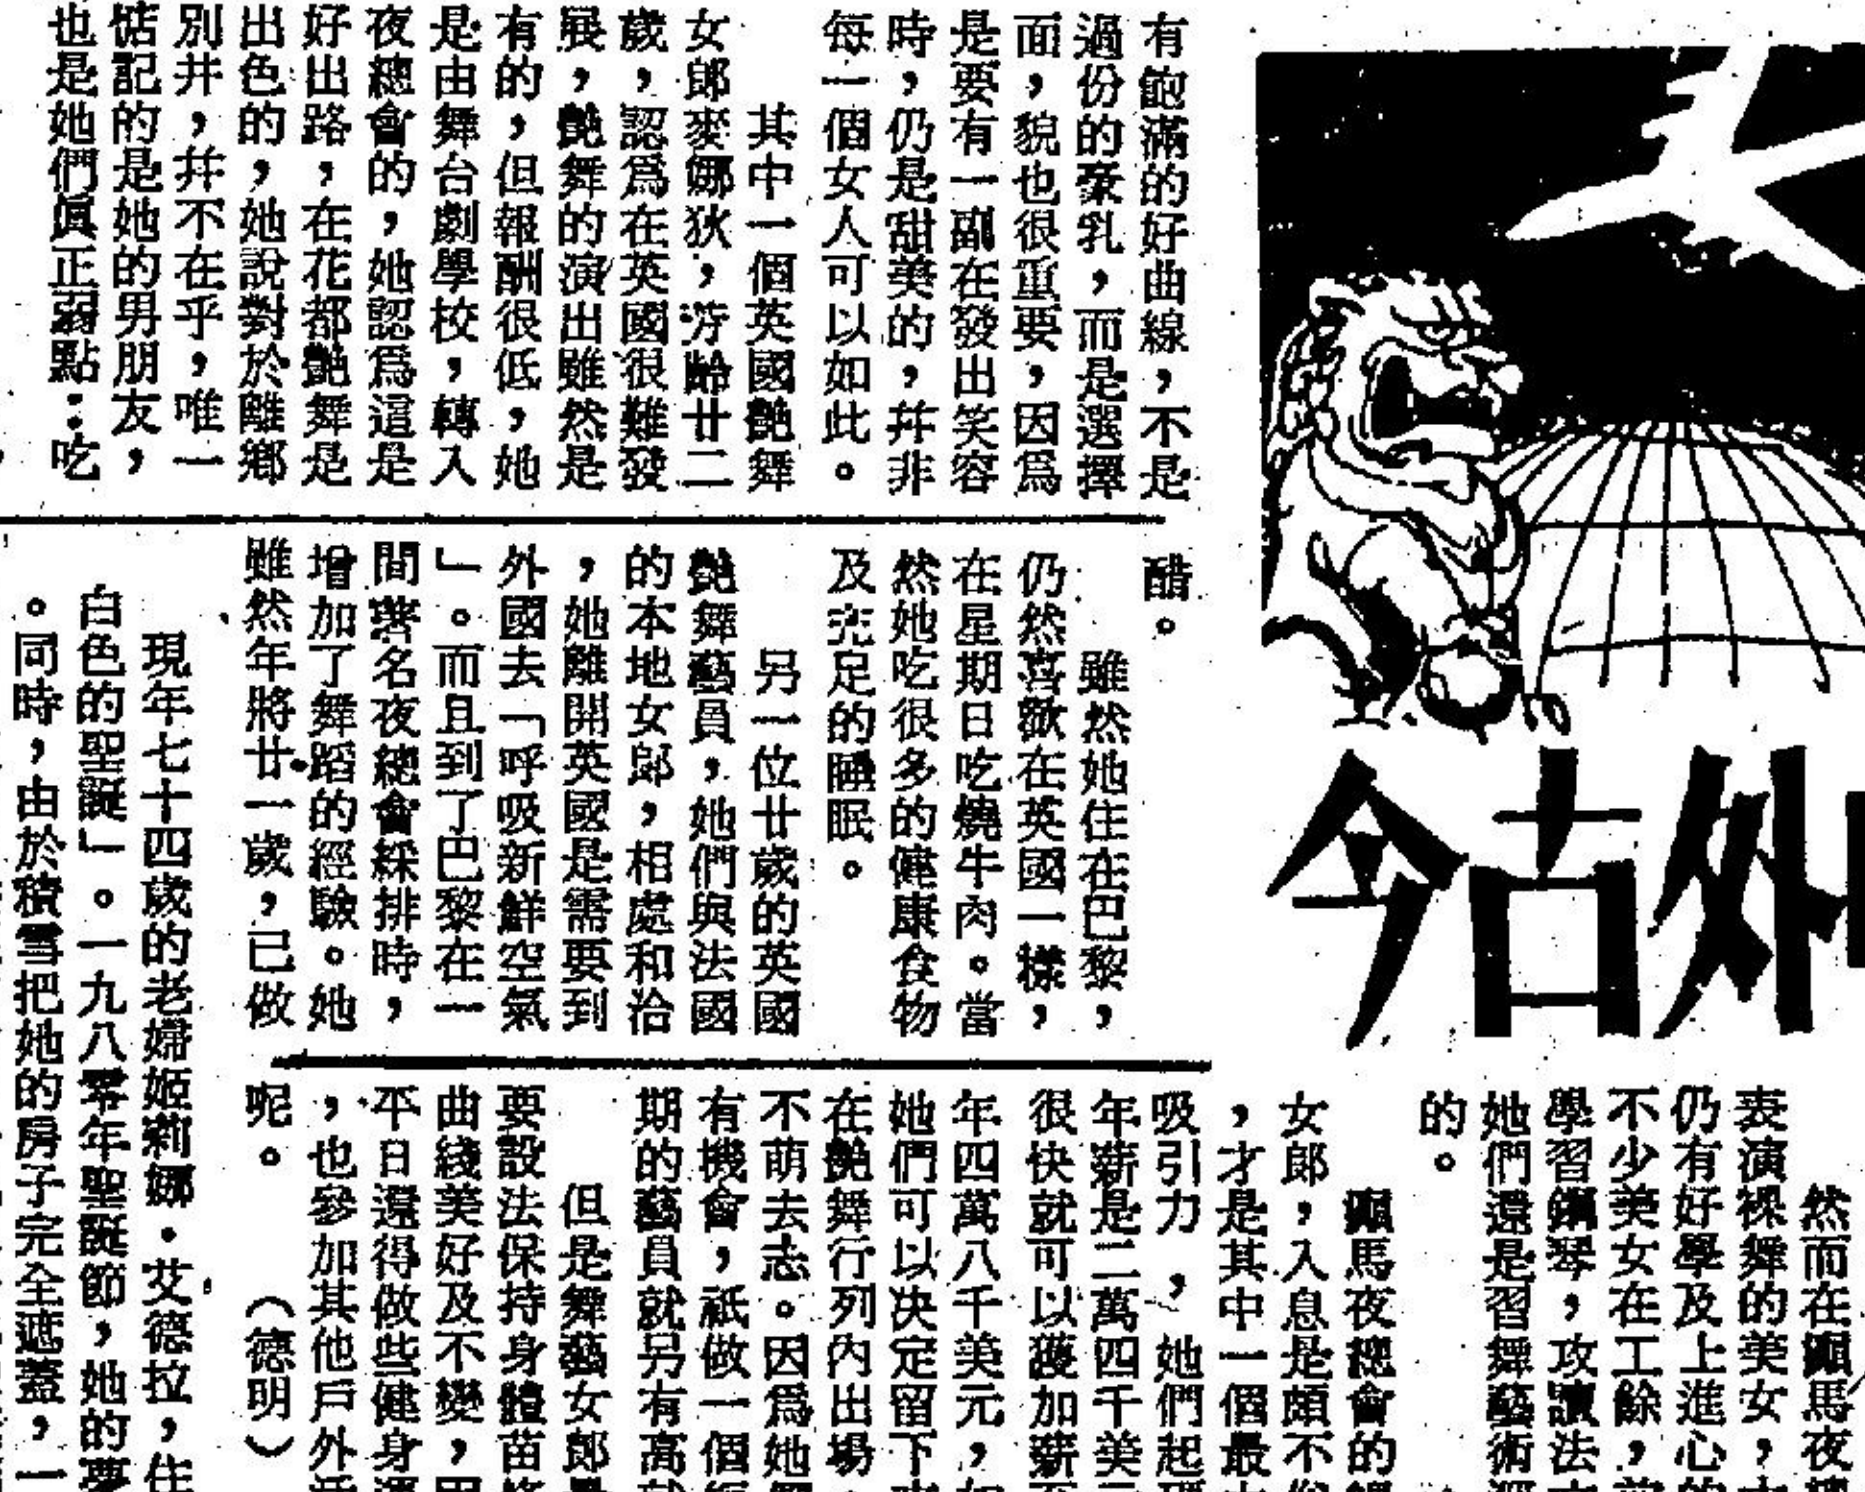 有飽滿的好曲線，不是
過份的豪乳，而是選擇
面，貌也很重要，因爲
是要有一副在發出笑容
時，仍是甜美的，幷非
每一個女人可以如此。
其中一個英國艷舞
女郎麥娜狄，芳齡廿二
歲，認爲在英國很難發
展，艷舞的演出雖然是
有的，但報酬很低，她
是由舞台劇學校，轉入
夜總會的，她認爲這是
好出路，在花都艷舞是
出色的，她說對於離鄉
別井，幷不在乎，唯一
惦記的是她的男朋友，
也是她們眞正弱點：吃
醋。
雖然她住在巴黎，
仍然喜歡在英國一樣，
在星期日吃燒牛肉。當
然她吃很多的健康食物
及充足的睡眠。
另一位廿歲的英國
艷舞藝員，她們與法國
的本地女郎，相處和洽
，她離開英國是需要到
外國去「呼吸新鮮空氣
」。而且到了巴黎在一
間著名夜總會綵排時，
增加了舞蹈的經驗。她
雖然年將廿一歲，已做
今古外
然而在癲馬夜
表演裸舞的美女，
仍有好學及上進心的
不少美女在工餘，
學習鋼琴，攻讀法
她們還是習舞藝術
的。
癲馬夜總會的
女郎，入息是頗不
，才是其中一個最
吸引力，她們起
年薪是二萬四千美
很快就可以獲加薪
年四萬八千美元，
她們可以决定留下
在艷舞行列內出場
不萌去志。因爲她
有機會，祇做一個
期的藝員就另有高
但是舞藝女郎
要設法保持身體苗
曲綫美好及不變，
平日還得做些健身
，也參加其他戶外
呢。　（德明）
現年七十四歲的老婦姬莉娜·艾德拉，住
白色的聖誕」。一九八零年聖誕節，她的夢
。同時，由於積雪把她的房子完全遮蓋，一